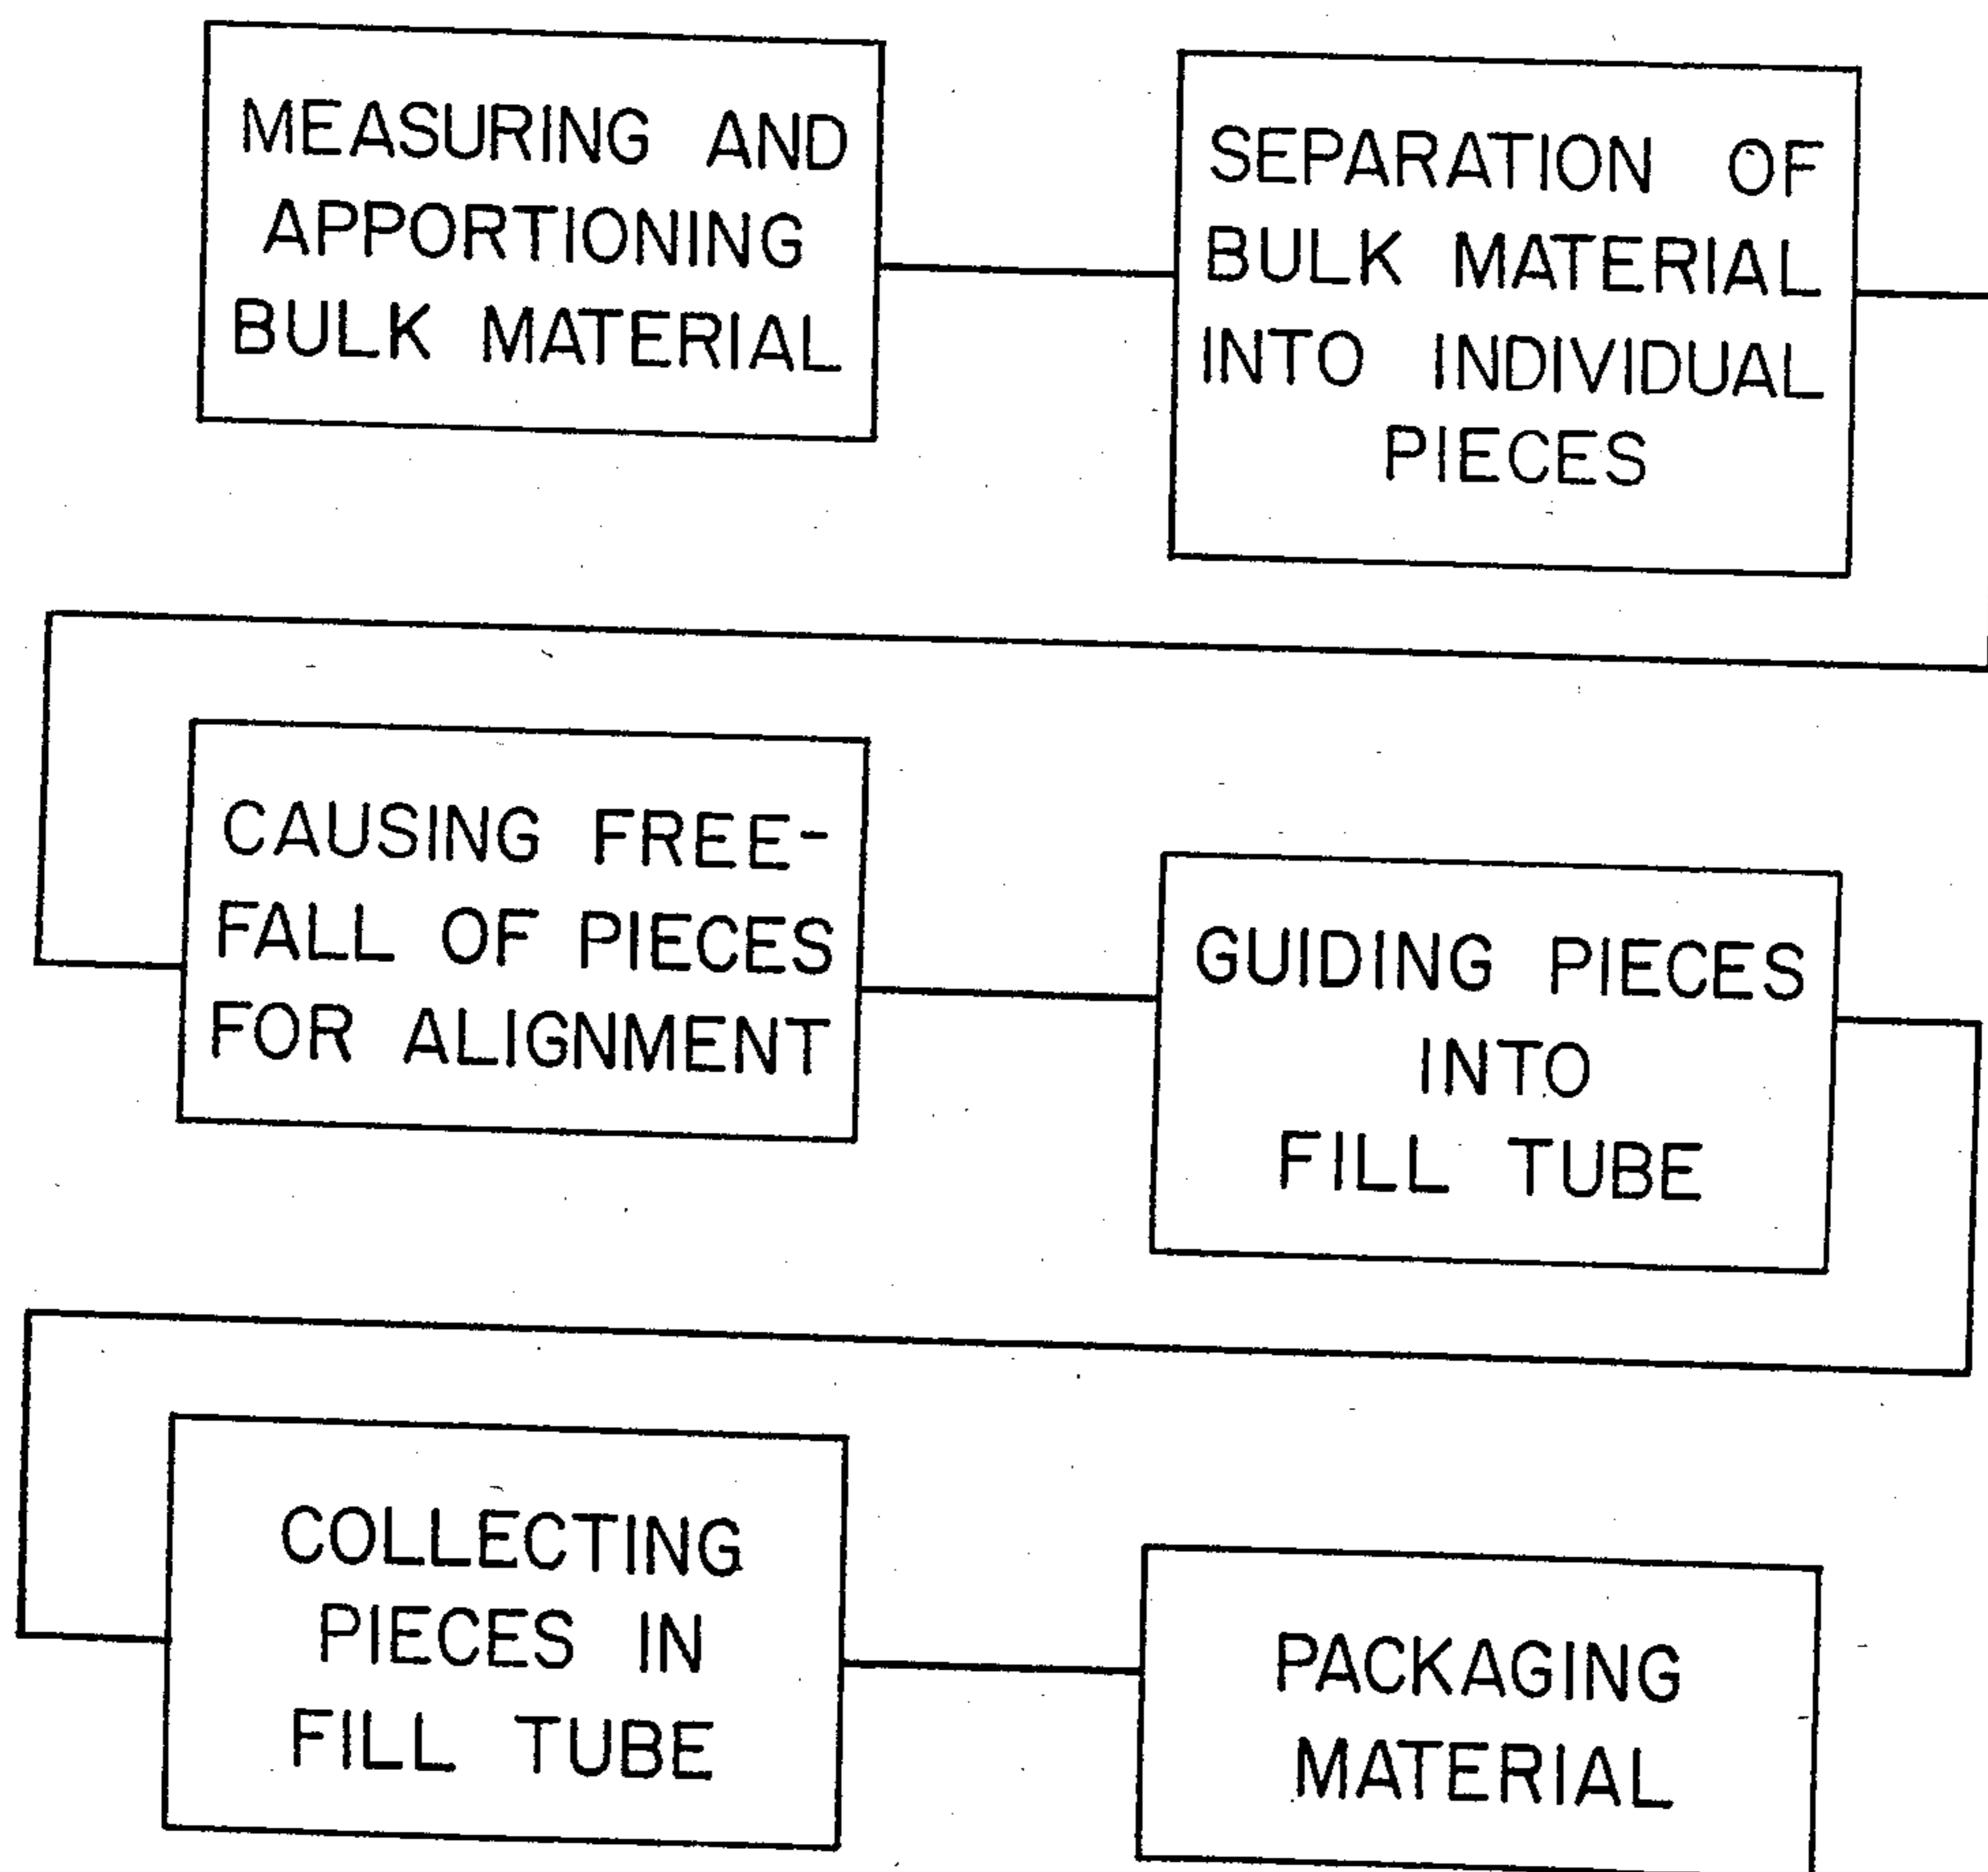 MEASURING AND
APPORTIONING
BULK MATERIAL
SEPARATION OF
BULK MATERIAL
INTO INDIVIDUAL
PIECES
CAUSING FREE-
FALL OF PIECES
FOR ALIGNMENT
GUIDING PIECES
INTO
FILL TUBE
COLLECTING
PIECES IN
FILL TUBE
PACKAGING
MATERIAL